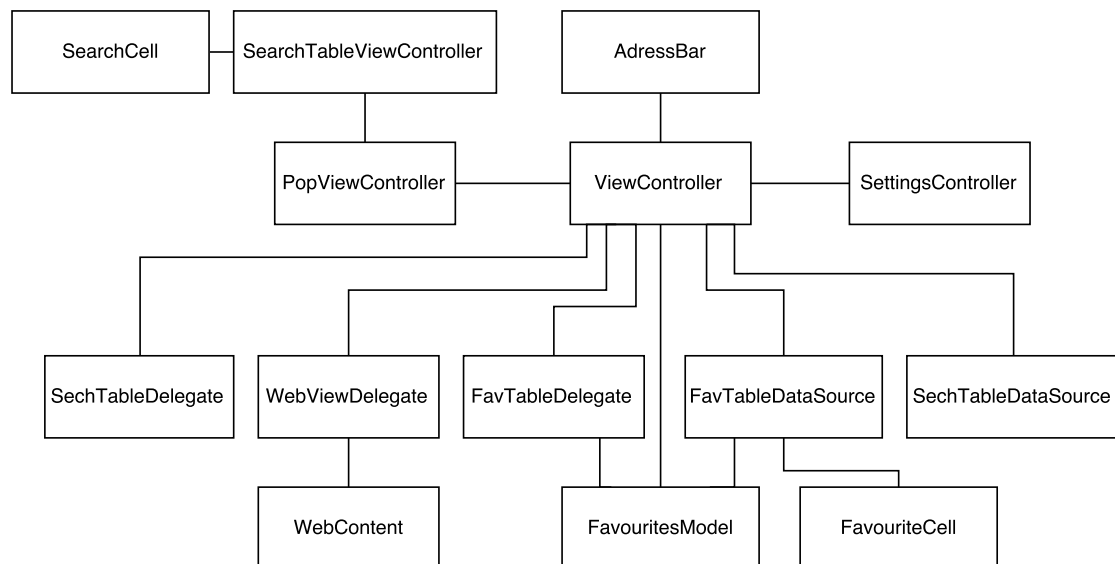 SearchCell
SearchTableViewController
AdressBar
PopViewController
ViewController
SettingsController
SechTableDelegate
WebViewDelegate
FavTableDelegate
FavTableDataSource
SechTableDataSource
WebContent
FavouritesModel
FavouriteCell